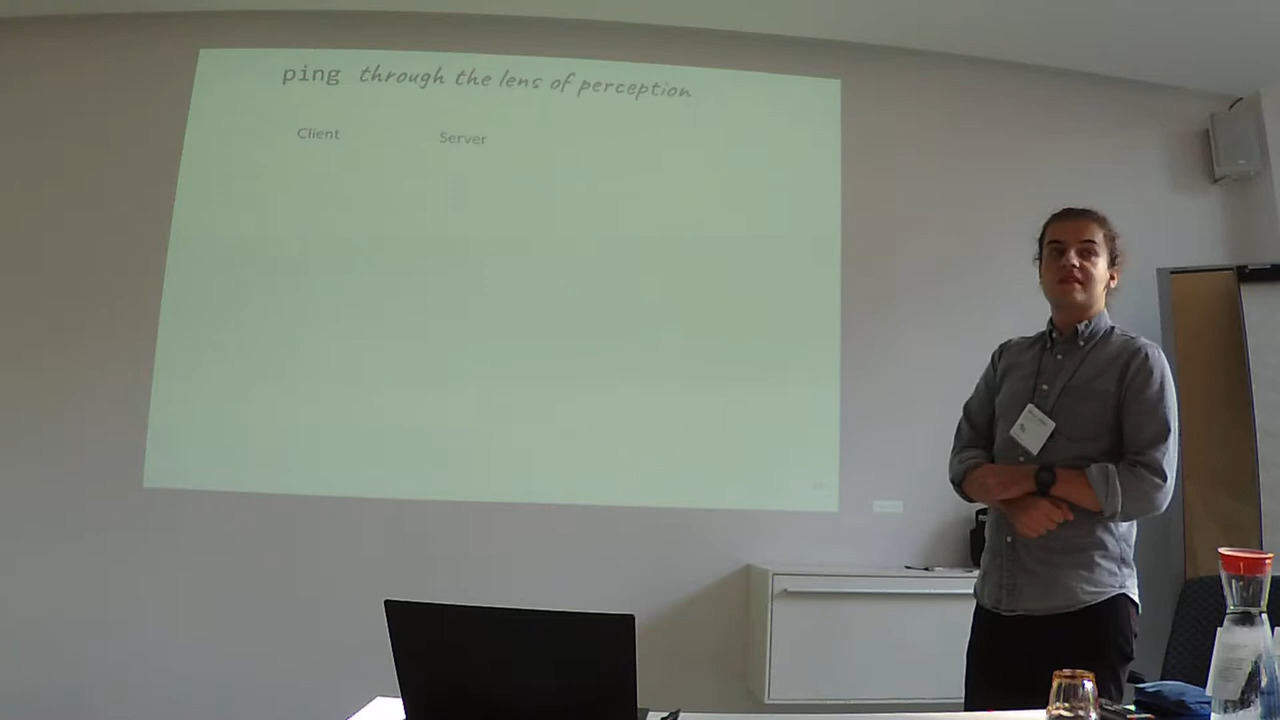 ping through the lens of perception
Client Server